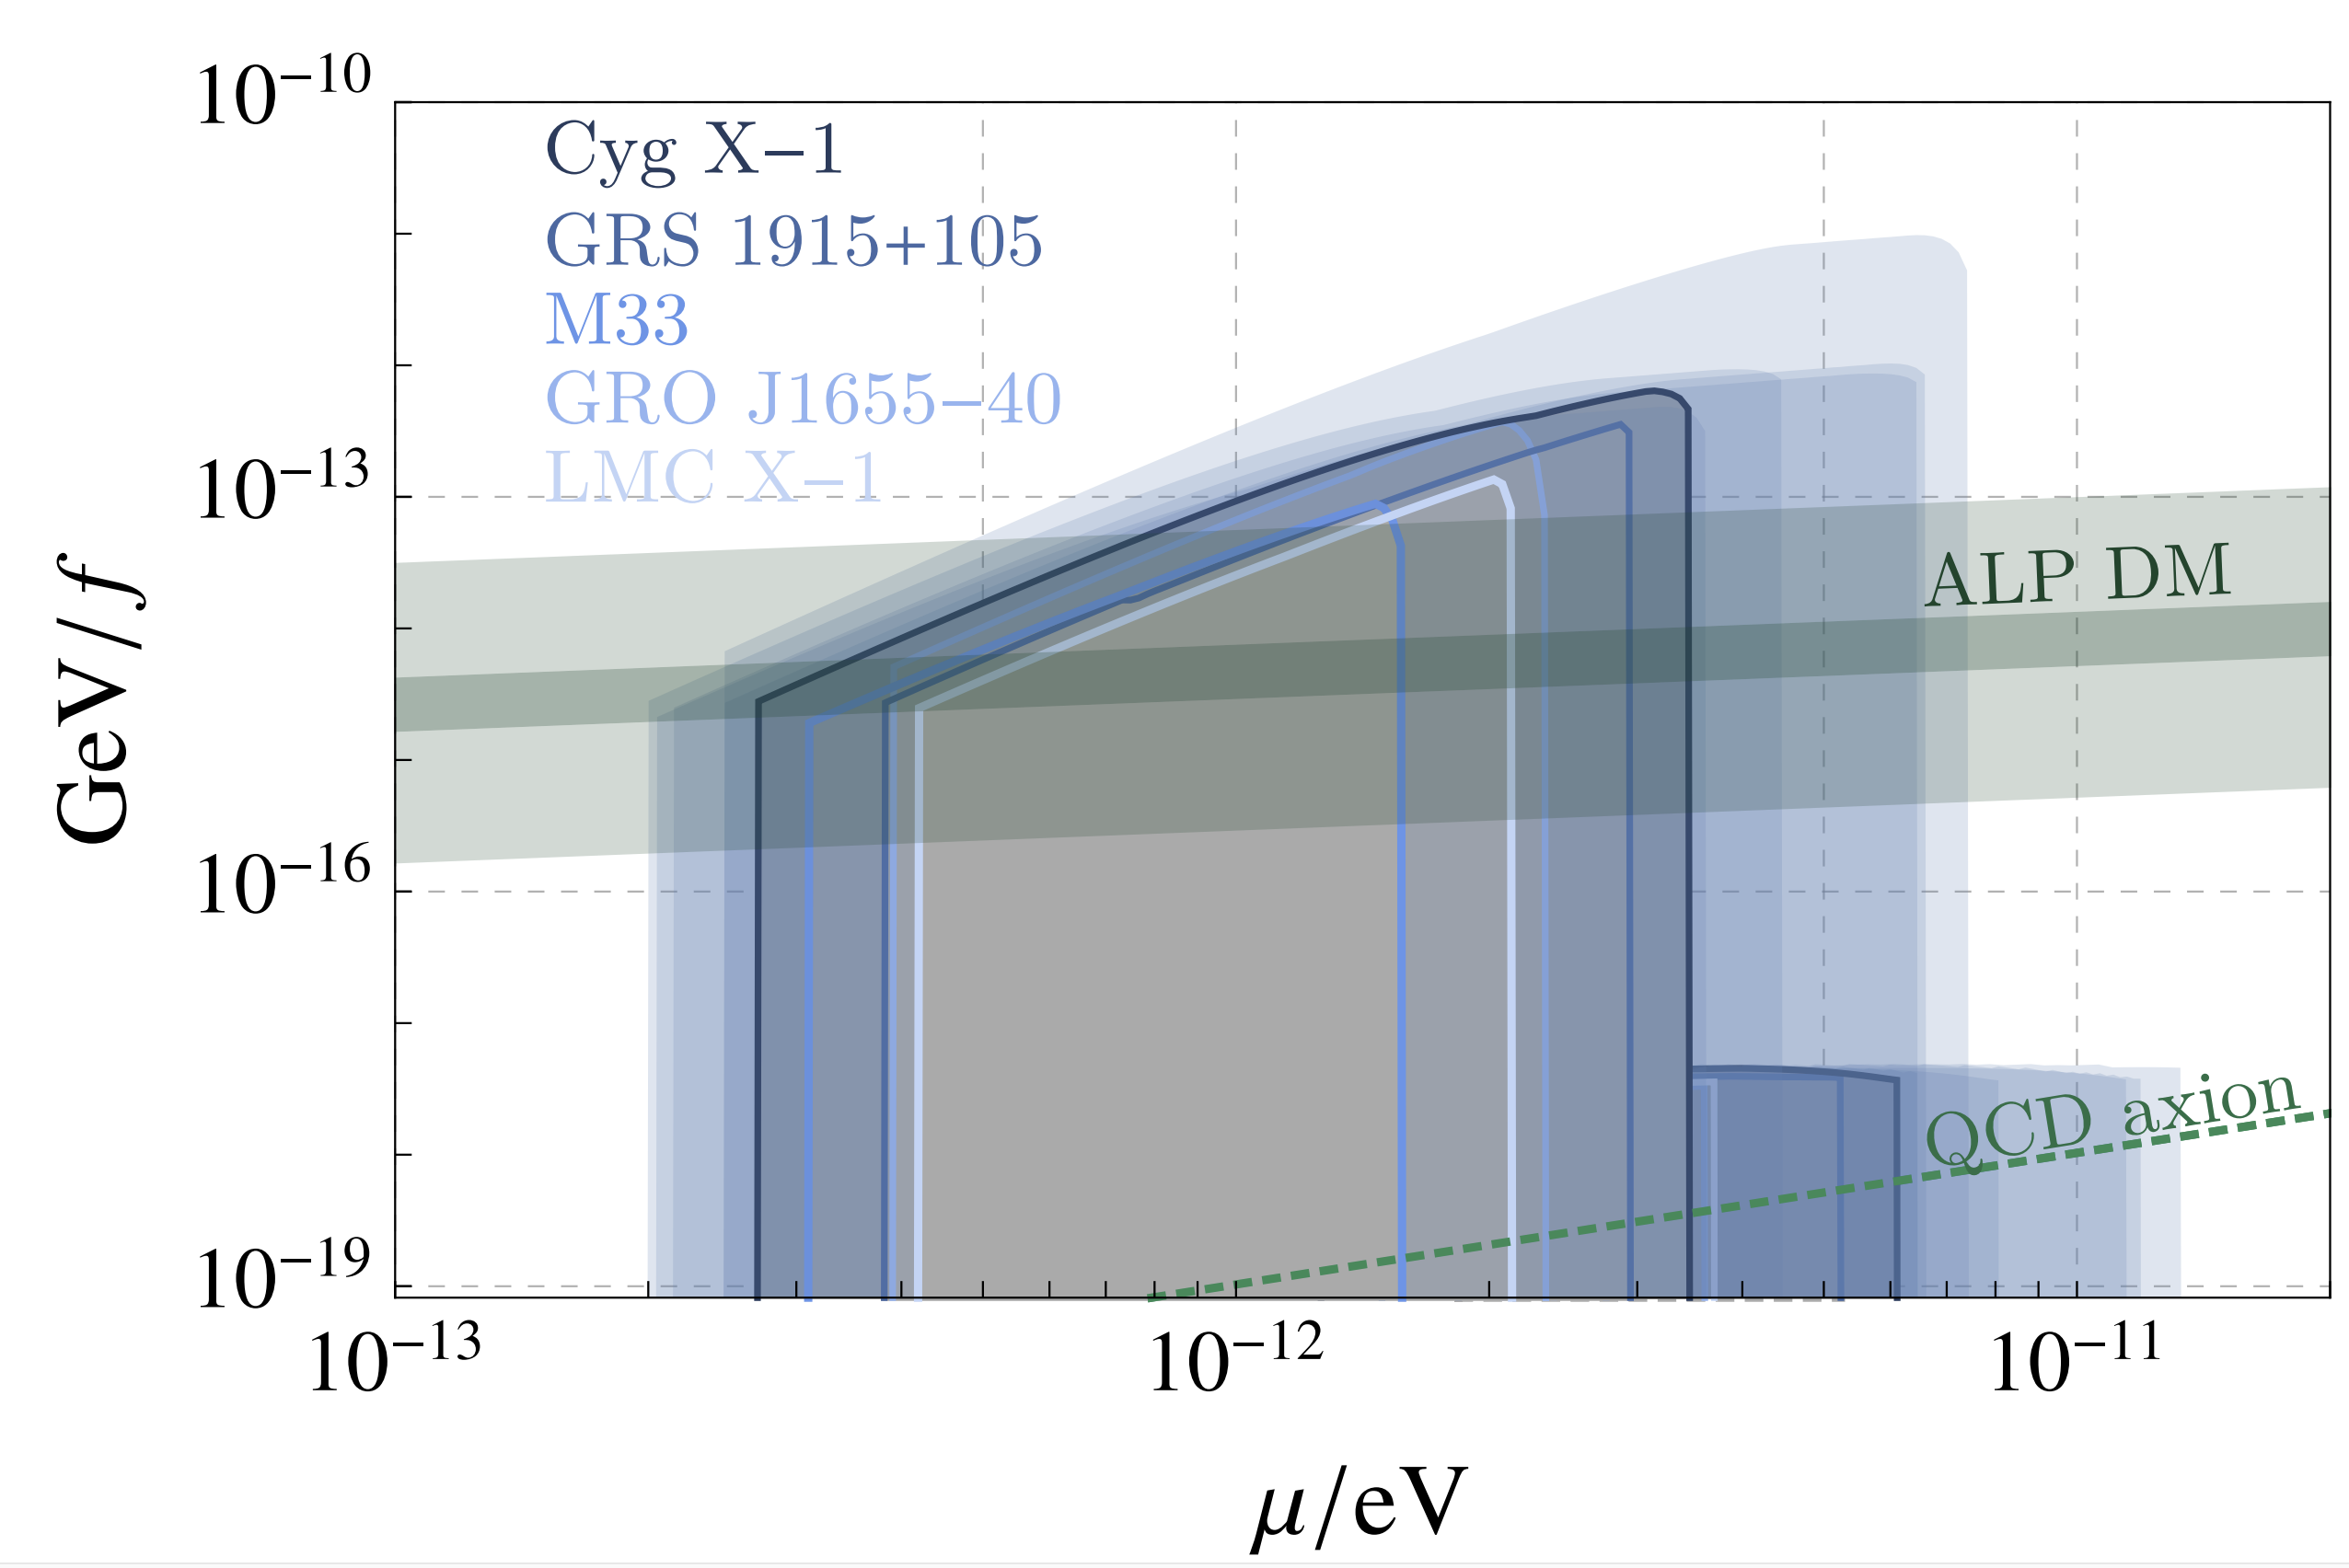 10⁻¹⁰
Cyg X−1
GRS 1915+105
M33
GRO J1655−40
LMC X−1
10⁻¹³
ALP DM
GeV//f
10⁻¹⁶
QCD axion
10⁻¹⁹
10⁻¹³ 10⁻¹² 10⁻¹¹
μ/eV